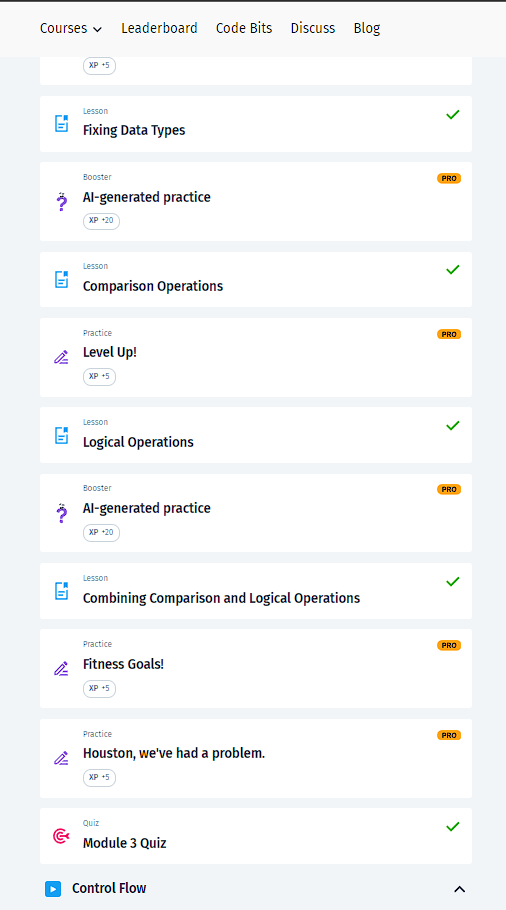 Courses Leaderboard Code Bits Discuss Blog
XP +5
Lesson
Fixing Data Types
Booster
PRO
AI-generated practice
XP +20
Lesson
Comparison Operations
Practice
PRO
Level Up!
XP +5
Lesson
Logical Operations
Booster
PRO
AI-generated practice
XP +20
Lesson
Combining Comparison and Logical Operations
Practice
PRO
Fitness Goals!
XP +5
Practice
PRO
Houston, we've had a problem.
XP +5
Quiz
Module 3 Quiz
Control Flow